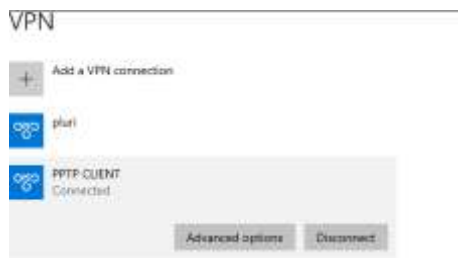 VPN
Add a VPN connection
pluri
PPTP CLIENT
Connected
Advanced options
Disconnect